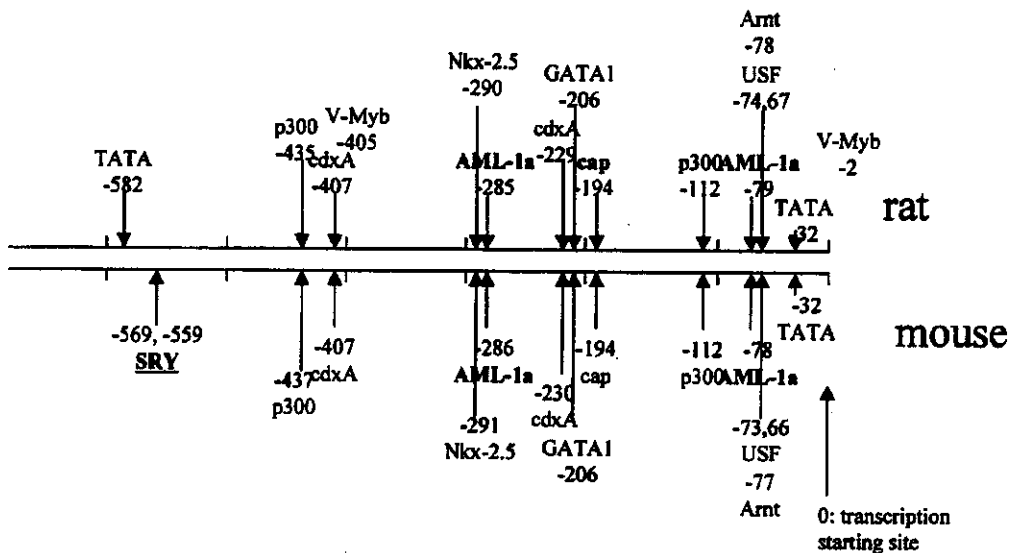 Arnt
-78
Nkx-2.5
-290
GATA1
-206
USF
-74,67
p300
-435
V-Myb
-405
cdxA
-229
V-Myb
-2
TATA
-582
cdxA
-407
AML-1a
-285
cap
-194
p300
-112
AML-1a
-79
TATA
-32
rat
-569, -559
SRY
-437
p300
-407
cdxA
-286
AML-1a
-291
Nkx-2.5
-230
cdxA
GATA1
-206
-194
cap
-112
p300
-78
AML-1a
-73,66
USF
-77
Arnt
-32
TATA
mouse
0: transcription
starting site